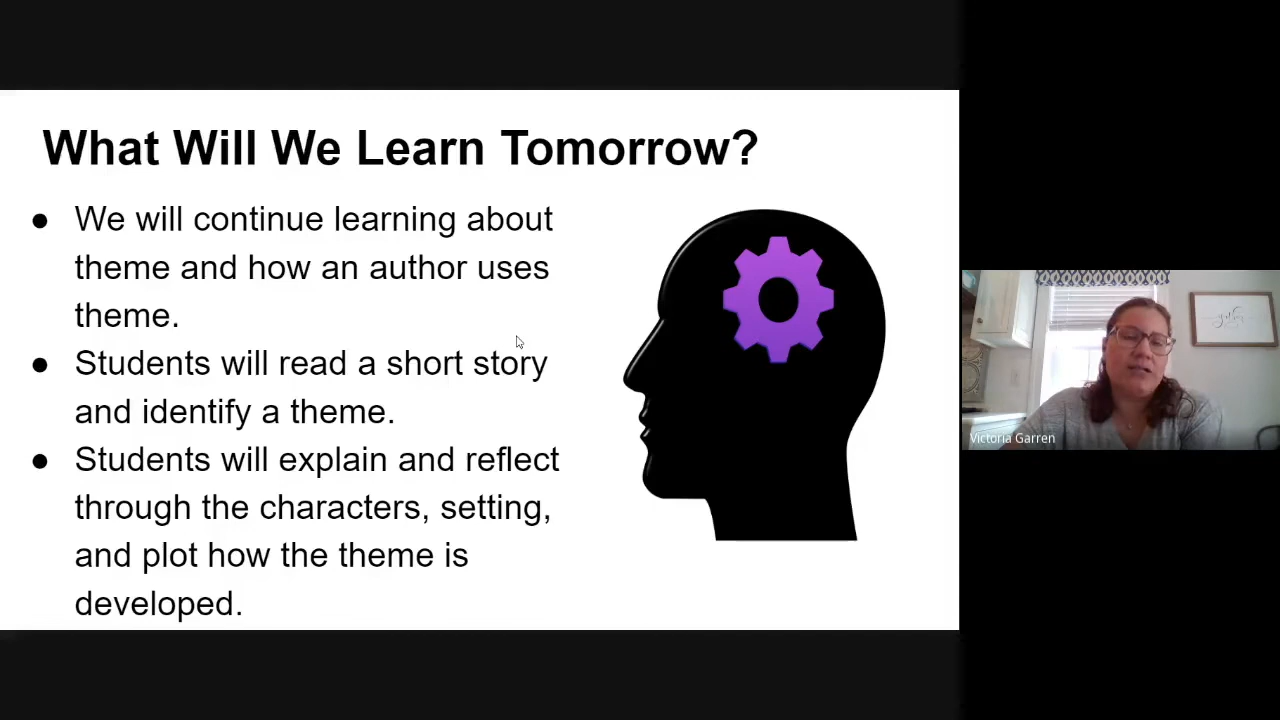 What Will We Learn Tomorrow?
● We will continue learning about
theme and how an author uses
theme.
● Students will read a short story
and identify a theme.
● Students will explain and reflect
through the characters, setting,
and plot how the theme is
developed.
Victoria Garren